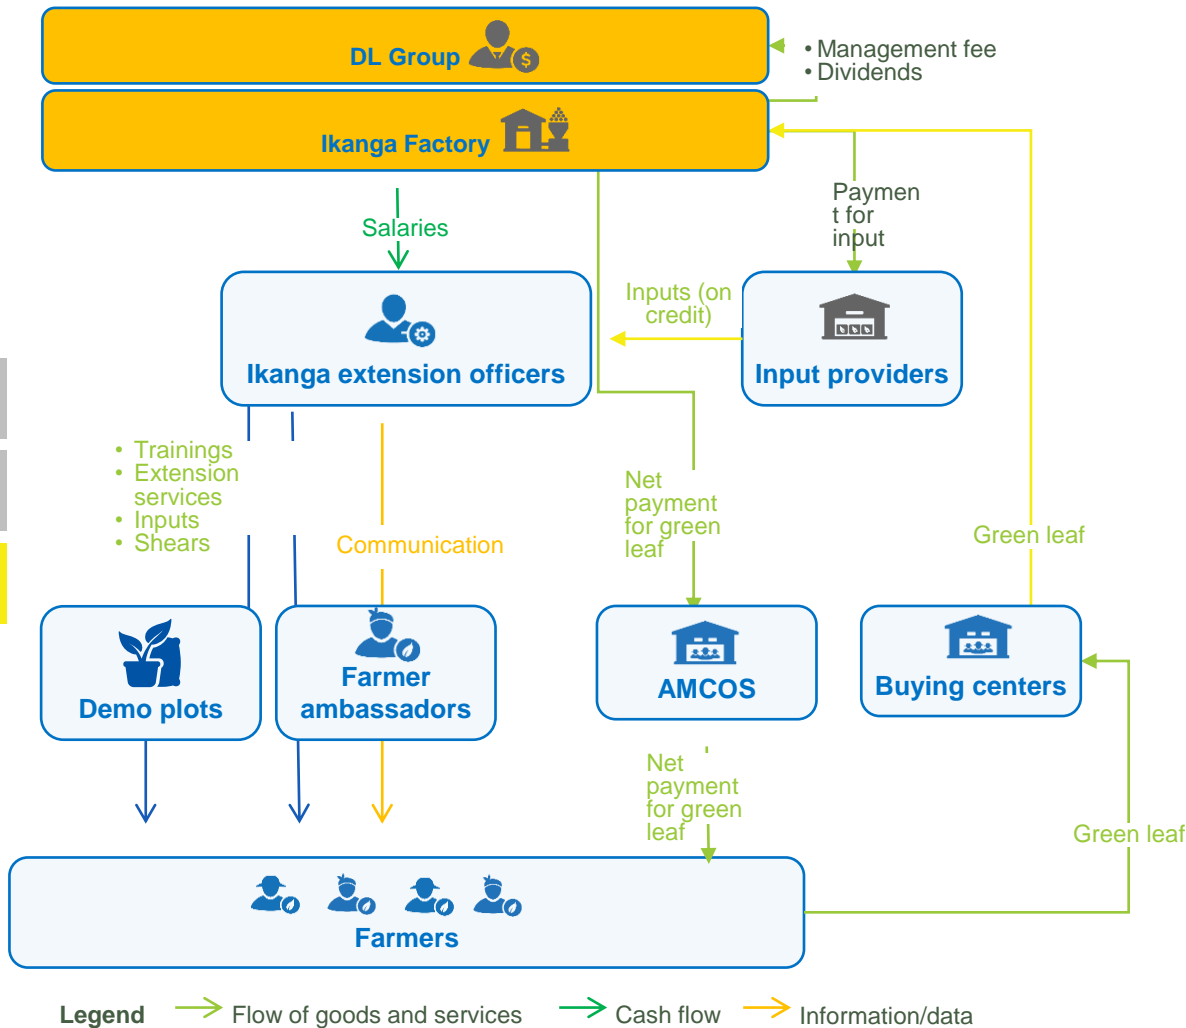 DL Group
• Management fee
• Dividends
Ikanga Factory
Salaries
Paymen
t for
input
Inputs (on
credit)
Ikanga extension officers
Input providers
• Trainings
• Extension
services
• Inputs
• Shears
Communication
Net
payment
for green
leaf
Green leaf
Demo plots
Farmer
ambassadors
AMCOS
Buying centers
Net
payment
for green
leaf
Green leaf
Farmers
Legend
Flow of goods and services
Cash flow
Information/data